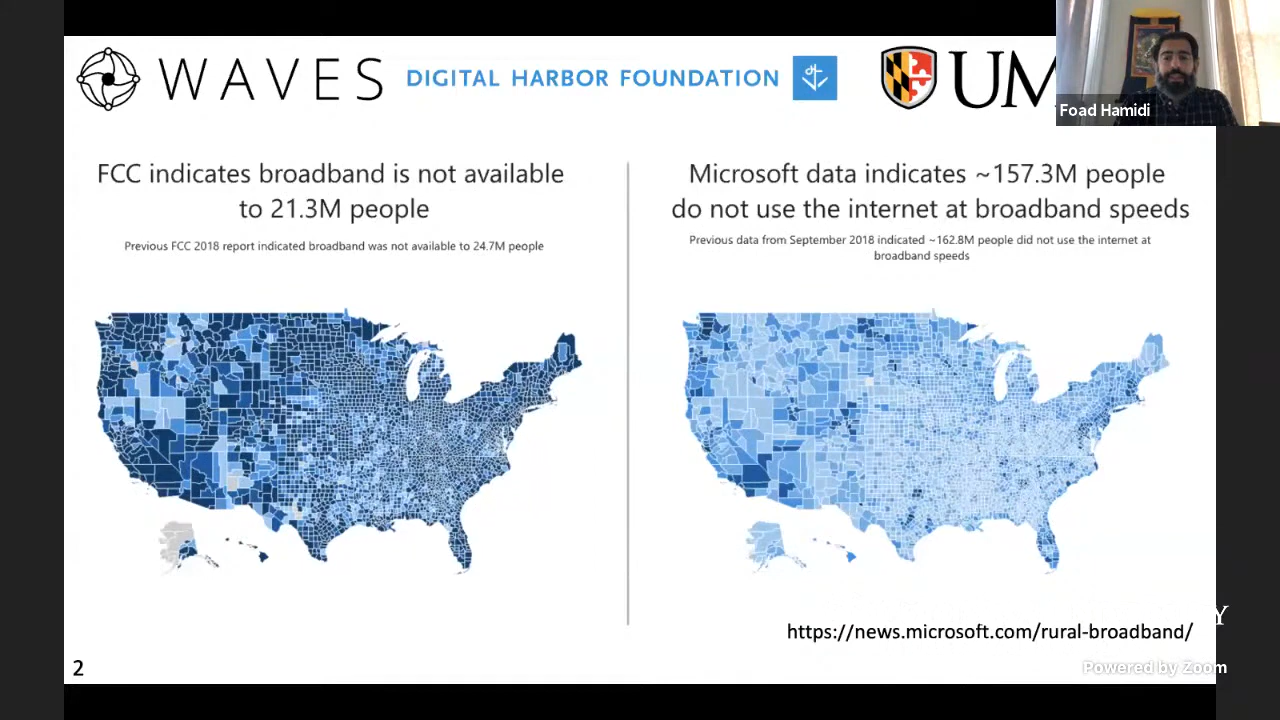 WAVES
DIGITAL HARBOR FOUNDATION
UM
Foad Hamidi
FCC indicates broadband is not available
to 21.3M people
Previous FCC 2018 report indicated broadband was not available to 24.7M people
Microsoft data indicates ~157.3M people
do not use the internet at broadband speeds
Previous data from September 2018 indicated ~162.8M people did not use the internet at
broadband speeds
Y
https://news.microsoft.com/rural-broadband/
2
Powered by Zoom